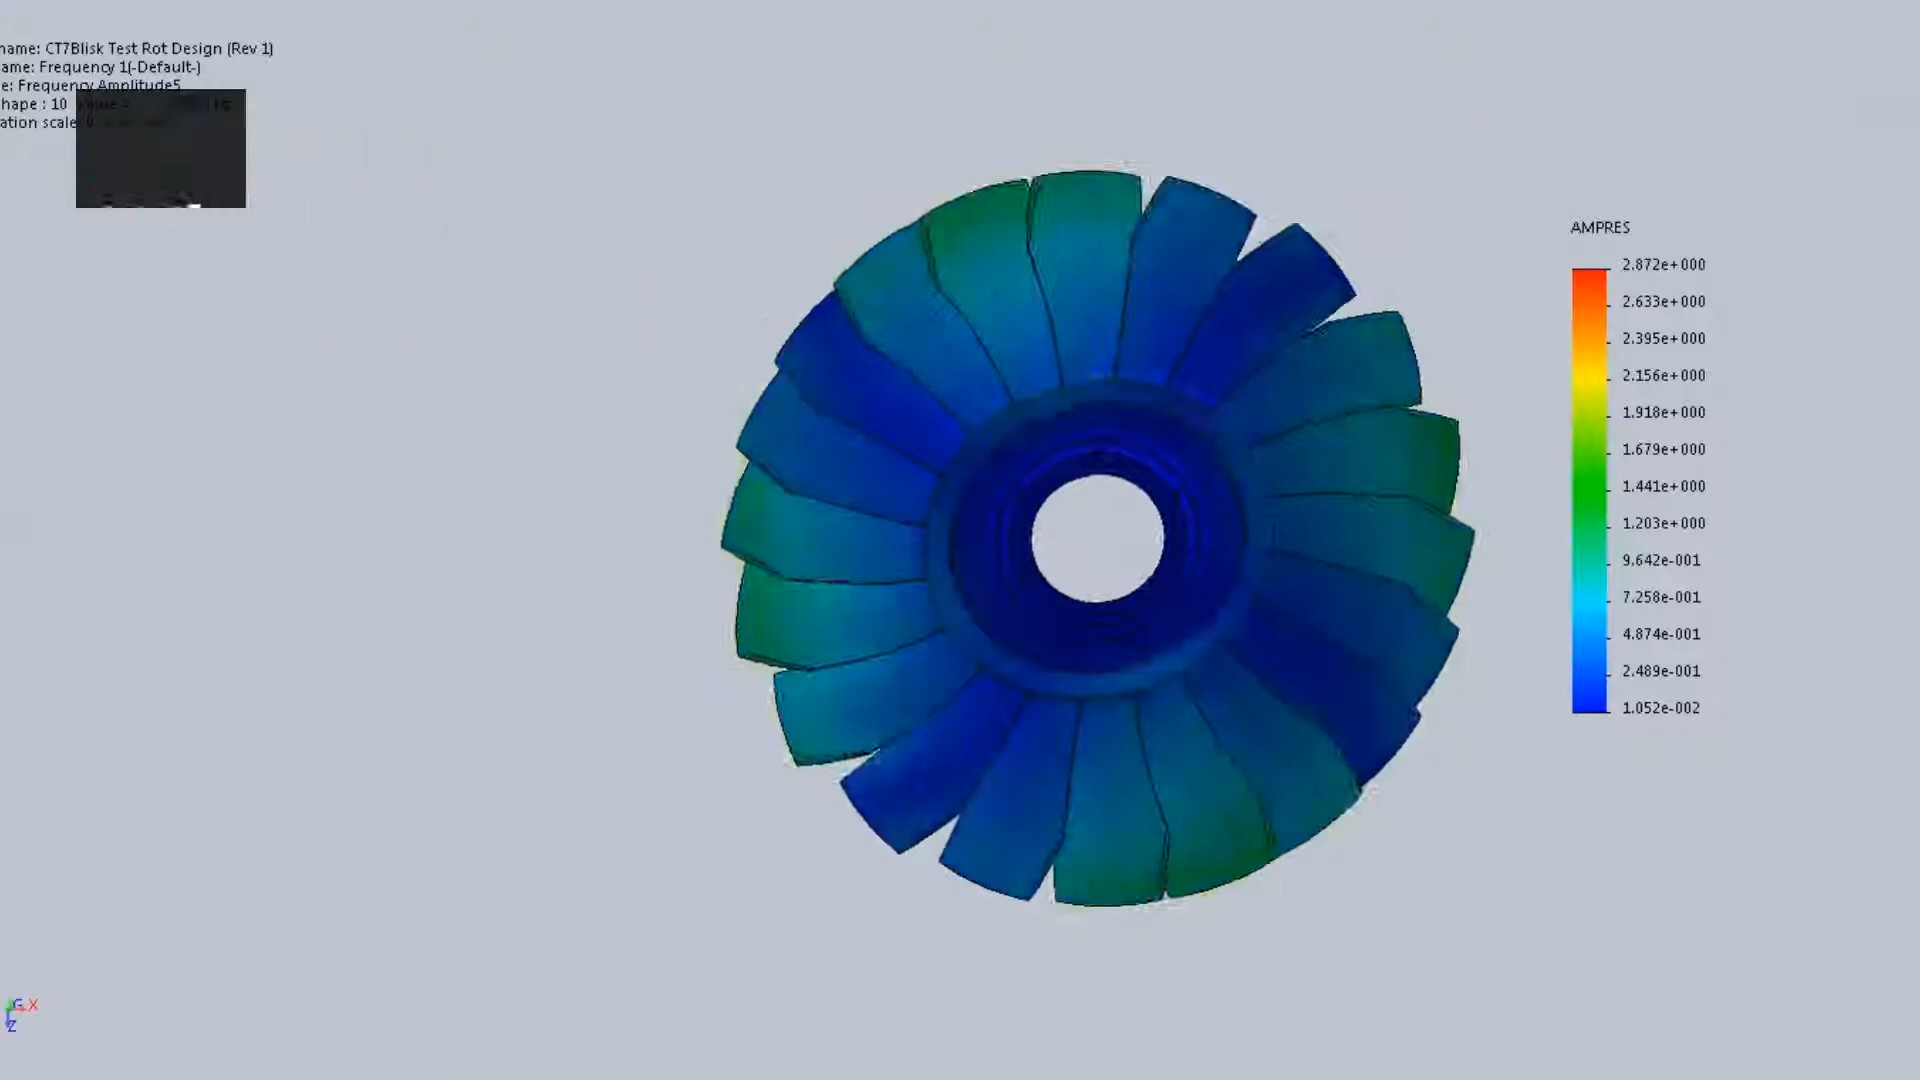 name: CT7Blisk Test Rot Design (Rev 1)
ame: Frequency 1(-Default-)
e: Frequency Amplitude5
hape : 10
ation scale
AMPRES
2.872e+000
2.633e+000
2.395e+000
2.156e+000
1.918e+000
1.679e+000
1.441e+000
1.203e+000
9.642e-001
7.258e-001
4.874e-001
2.489e-001
1.052e-002
X
Z